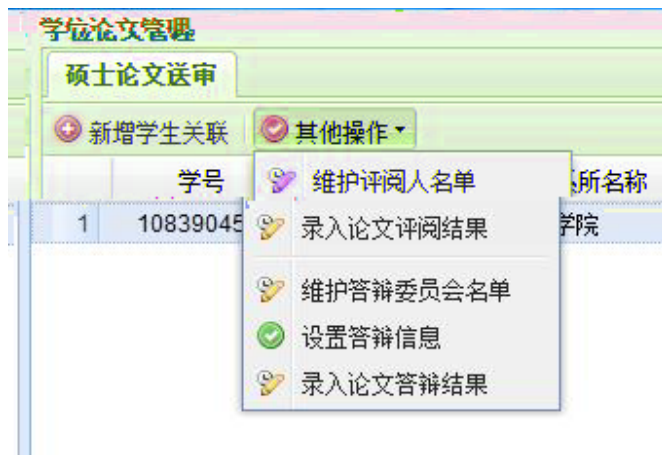 学位论文管理
硕士论文送审
新增学生关联 其他操作
学号 所名称
1 10839045 学院
维护评阅人名单
录入论文评阅结果
维护答辩委员会名单
设置答辩信息
录入论文答辩结果